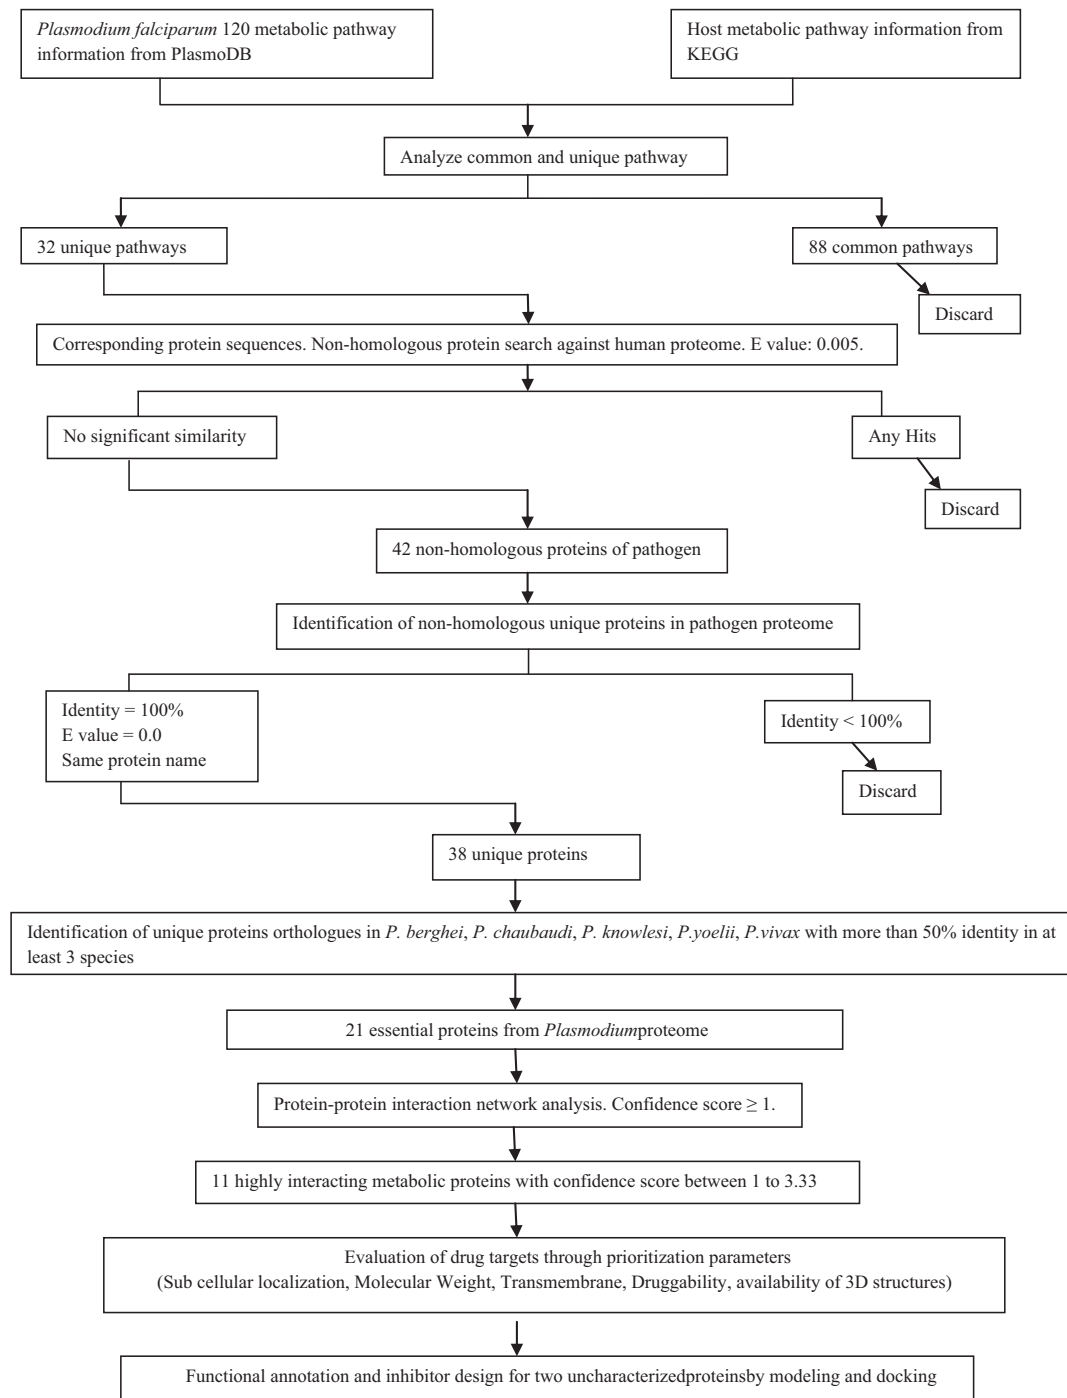 Plasmodium falciparum 120 metabolic pathway
information from PlasmoDB
Host metabolic pathway information from
KEGG
Analyze common and unique pathway
32 unique pathways
88 common pathways
Discard
Corresponding protein sequences. Non-homologous protein search against human proteome. E value: 0.005.
No significant similarity
Any Hits
Discard
42 non-homologous proteins of pathogen
Identification of non-homologous unique proteins in pathogen proteome
Identity = 100%
E value = 0.0
Same protein name
Identity < 100%
Discard
38 unique proteins
Identification of unique proteins orthologues in P. berghei, P. chaubaudi, P. knowlesi, P.yoelii, P.vivax with more than 50% identity in at
least 3 species
21 essential proteins from Plasmodiumproteome
Protein-protein interaction network analysis. Confidence score ≥ 1.
11 highly interacting metabolic proteins with confidence score between 1 to 3.33
Evaluation of drug targets through prioritization parameters
(Sub cellular localization, Molecular Weight, Transmembrane, Druggability, availability of 3D structures)
Functional annotation and inhibitor design for two uncharacterizedproteinsby modeling and docking